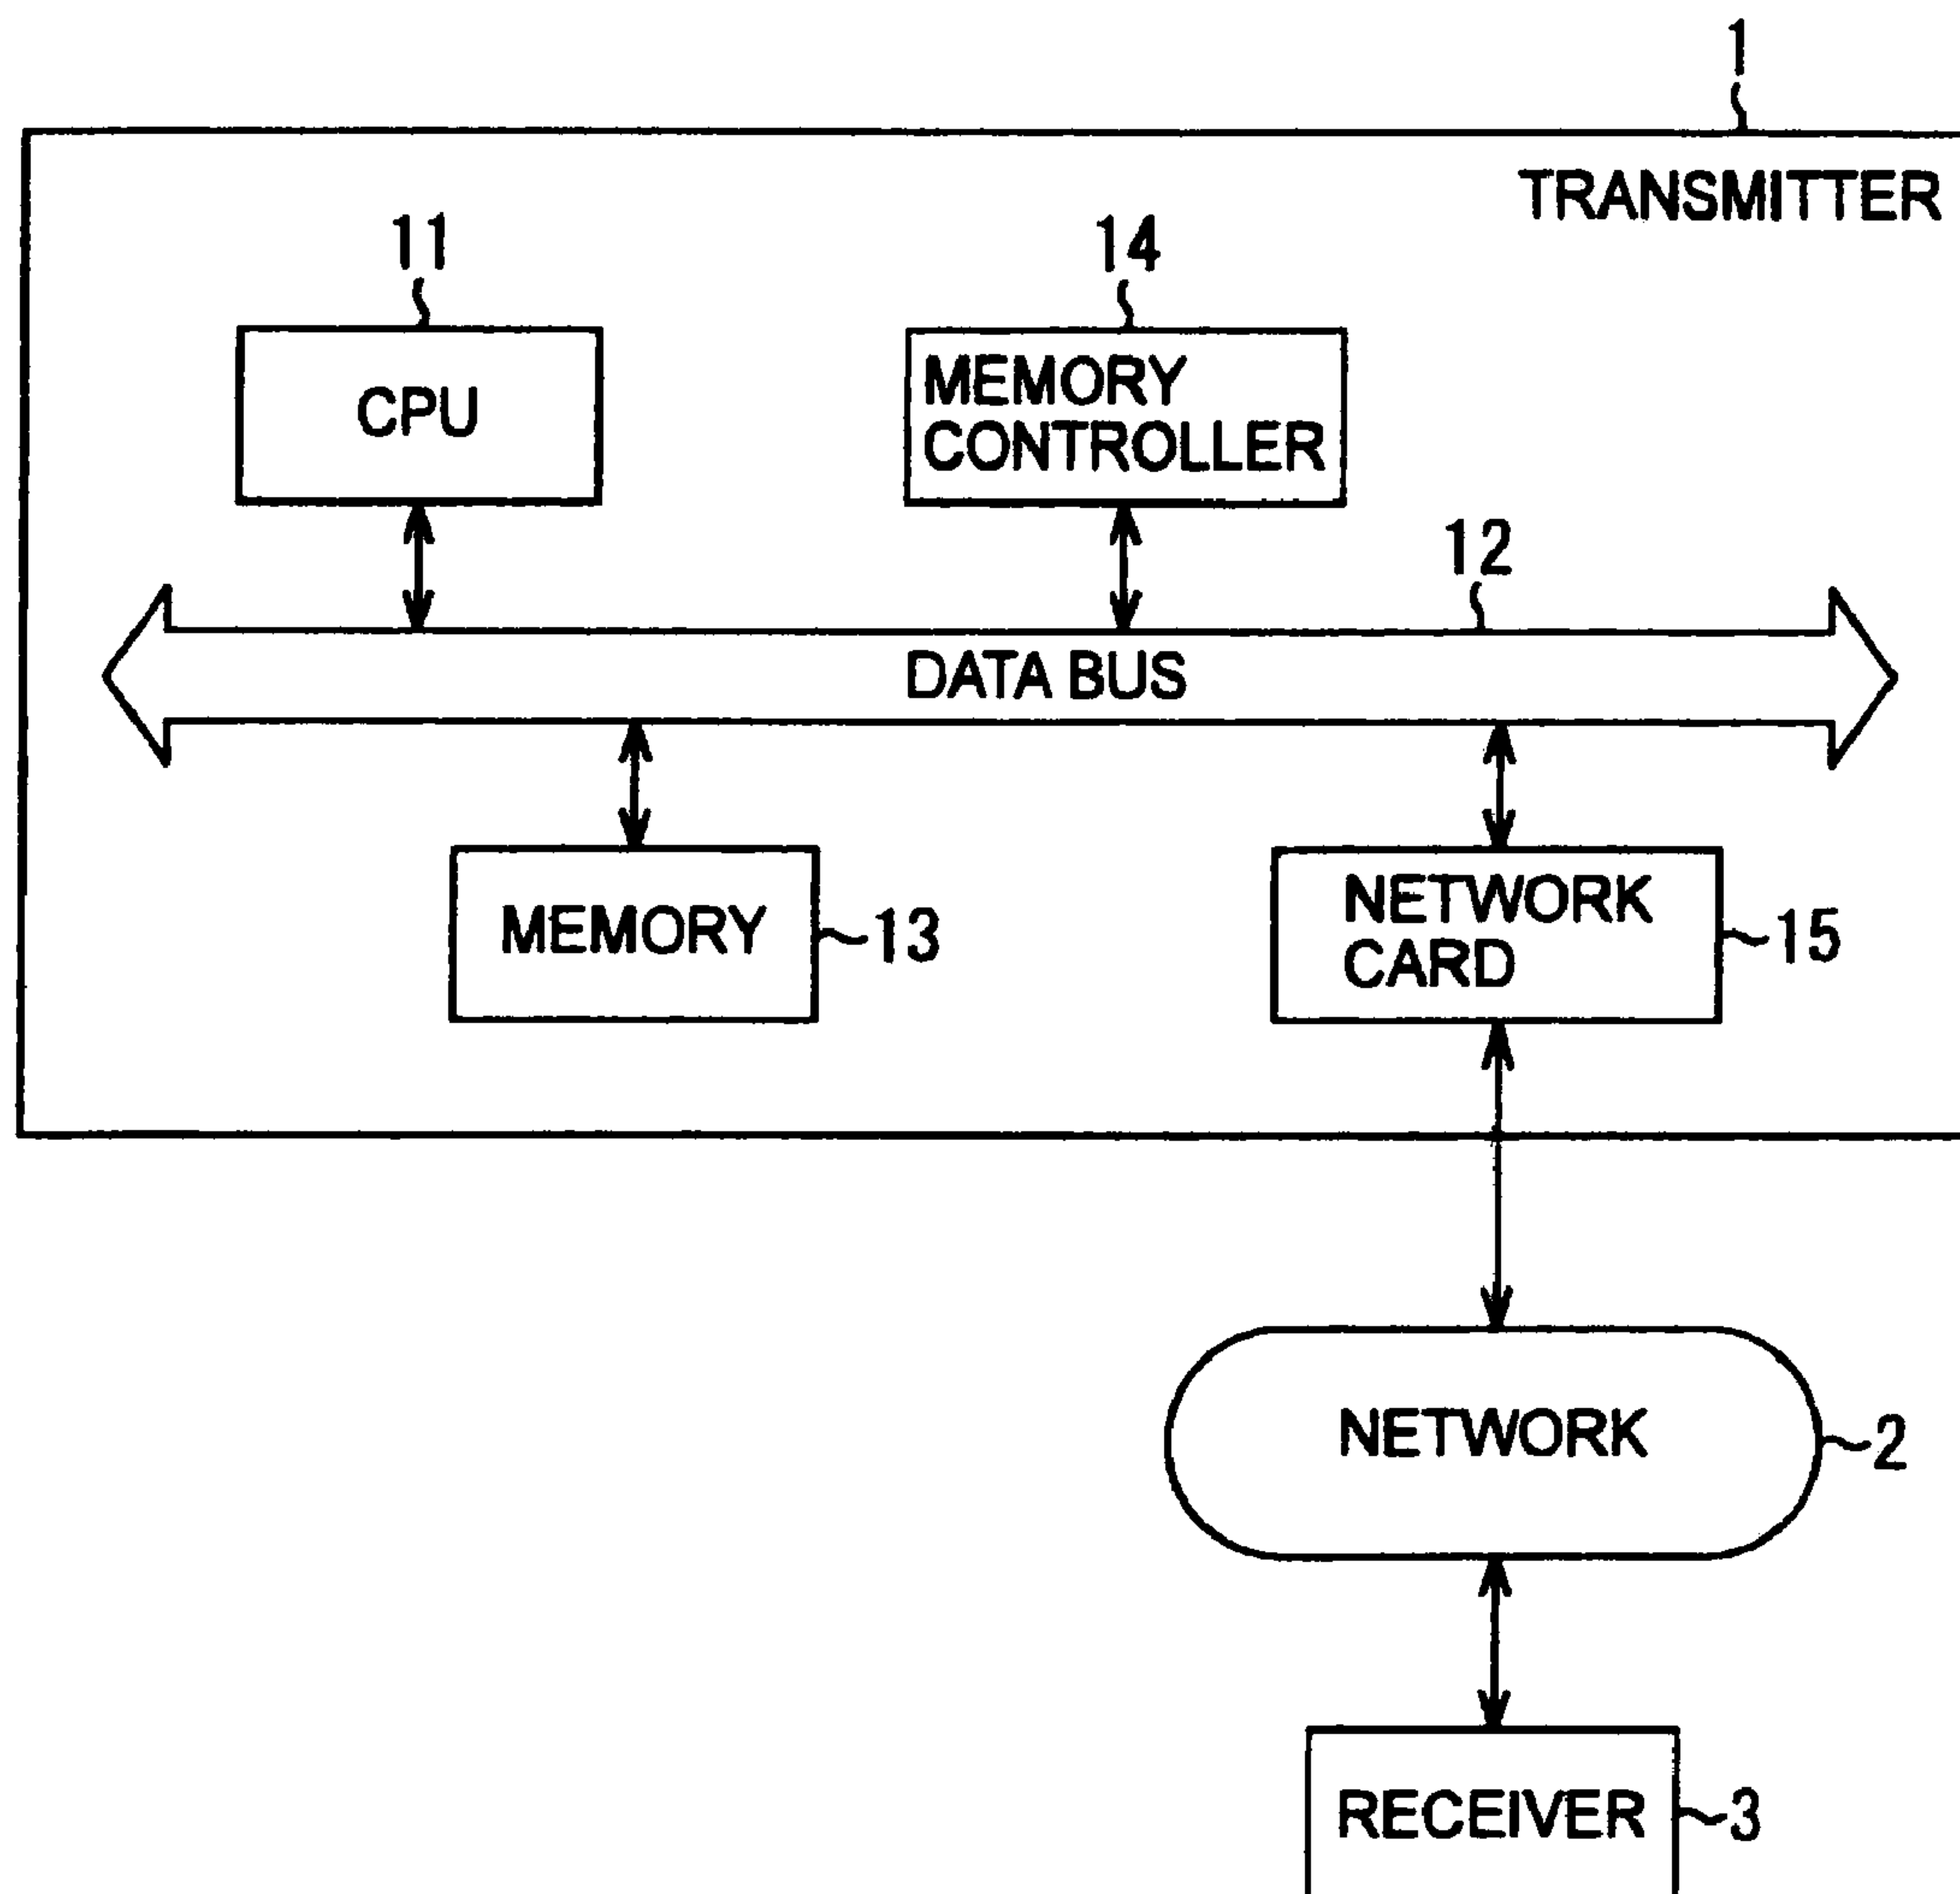 1
TRANSMITTER
11
14
CPU
MEMORY
CONTROLLER
12
DATA BUS
MEMORY
13
NETWORK
CARD
15
NETWORK
2
RECEIVER
3